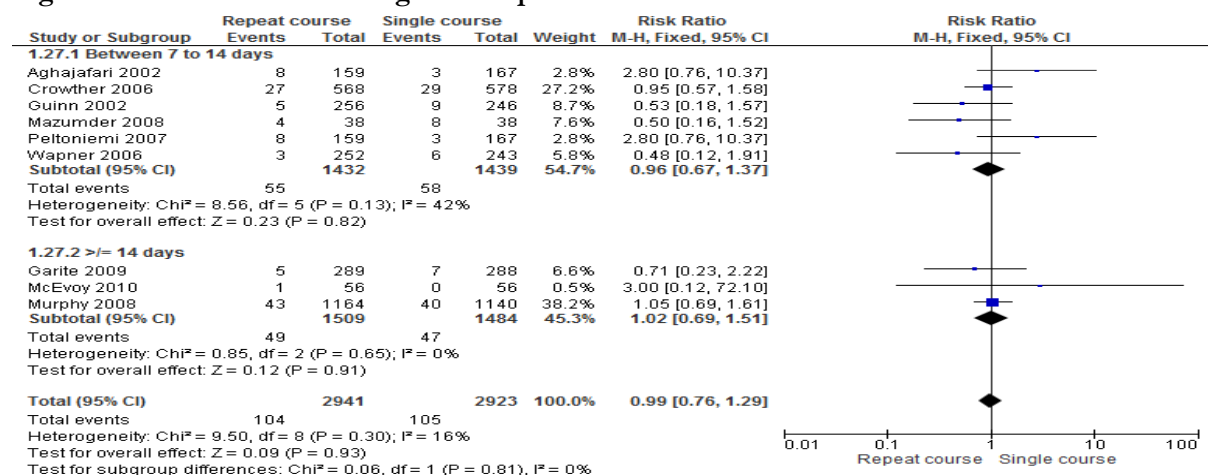 Repeat course Single course Risk Ratio Risk Ratio
Study or Subgroup Events Total Events Total Weight M-H, Fixed, 95% CI M-H, Fixed, 95% CI
1.27.1 Between 7 to 14 days
Aghajafari 2002 8 159 3 167 2.8% 2.80 [0.76, 10.37]
Crowther 2006 27 568 29 578 27.2% 0.95 [0.57, 1.58]
Guinn 2002 5 256 9 246 8.7% 0.53 [0.18, 1.57]
Mazumder 2008 4 38 8 38 7.6% 0.50 [0.16, 1.52]
Peltoniemi 2007 8 159 3 167 2.8% 2.80 [0.76, 10.37]
Wapner 2006 3 252 6 243 5.8% 0.48 [0.12, 1.91]
Subtotal (95% CI) 1432 1439 54.7% 0.96 [0.67, 1.37]
Total events 55 58
Heterogeneity: Chi² = 8.56, df = 5 (P = 0.13); I² = 42%
Test for overall effect: Z = 0.23 (P = 0.82)
1.27.2 >/= 14 days
Garite 2009 5 289 7 288 6.6% 0.71 [0.23, 2.22]
McEvoy 2010 1 56 0 56 0.5% 3.00 [0.12, 72.10]
Murphy 2008 43 1164 40 1140 38.2% 1.05 [0.69, 1.61]
Subtotal (95% CI) 1509 1484 45.3% 1.02 [0.69, 1.51]
Total events 49 47
Heterogeneity: Chi² = 0.85, df = 2 (P = 0.65); I² = 0%
Test for overall effect: Z = 0.12 (P = 0.91)
Total (95% CI) 2941 2923 100.0% 0.99 [0.76, 1.29]
Total events 104 105
Heterogeneity: Chi² = 9.50, df = 8 (P = 0.30); I² = 16%
Test for overall effect: Z = 0.09 (P = 0.93)
Test for subgroup differences: Chi² = 0.06, df = 1 (P = 0.81), I² = 0%
0.01 0.1 1 10 100
Repeat course Single course